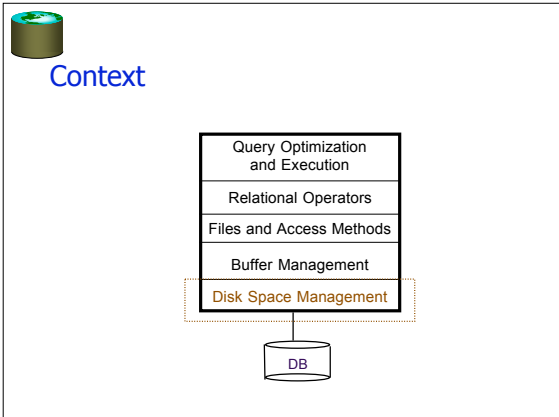 Context
Query Optimization
and Execution
Relational Operators
Files and Access Methods
Buffer Management
Disk Space Management
DB